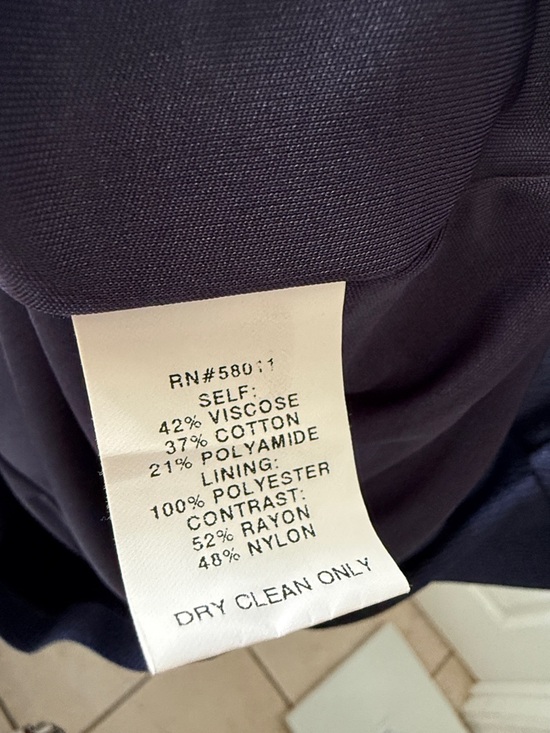 RN#58011
SELF:
42% VISCOSE
37% COTTON
21% POLYAMIDE
LINING:
100% POLYESTER
CONTRAST:
52% RAYON
48% NYLON
DRY CLEAN ONLY